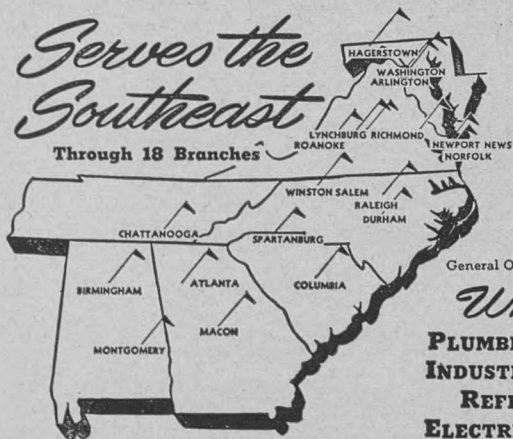 Serves the
Southeast
Through 18 Branches
HAGERSTOWN
WASHINGTON
ARLINGTON
LYNCHBURG RICHMOND
ROANOKE
NEWPORT NEWS
NORFOLK
WINSTON SALEM
RALEIGH
DURHAM
CHATTANOOGA
SPARTANBURG
BIRMINGHAM
ATLANTA
COLUMBIA
MACON
MONTGOMERY
General O
PLUMB
INDUST
REF
ELECTR